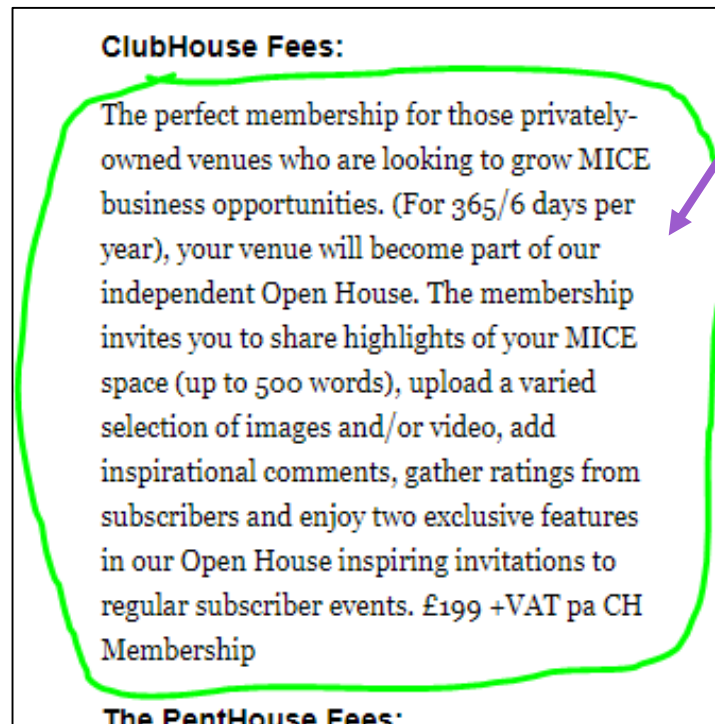 ClubHouse Fees:
The perfect membership for those privately-
owned venues who are looking to grow MICE
business opportunities. (For 365/6 days per
year), your venue will become part of our
independent Open House. The membership
invites you to share highlights of your MICE
space (up to 500 words), upload a varied
selection of images and/or video, add
inspirational comments, gather ratings from
subscribers and enjoy two exclusive features
in our Open House inspiring invitations to
regular subscriber events. £199 +VAT pa CH
Membership
The PentHouse Fees: